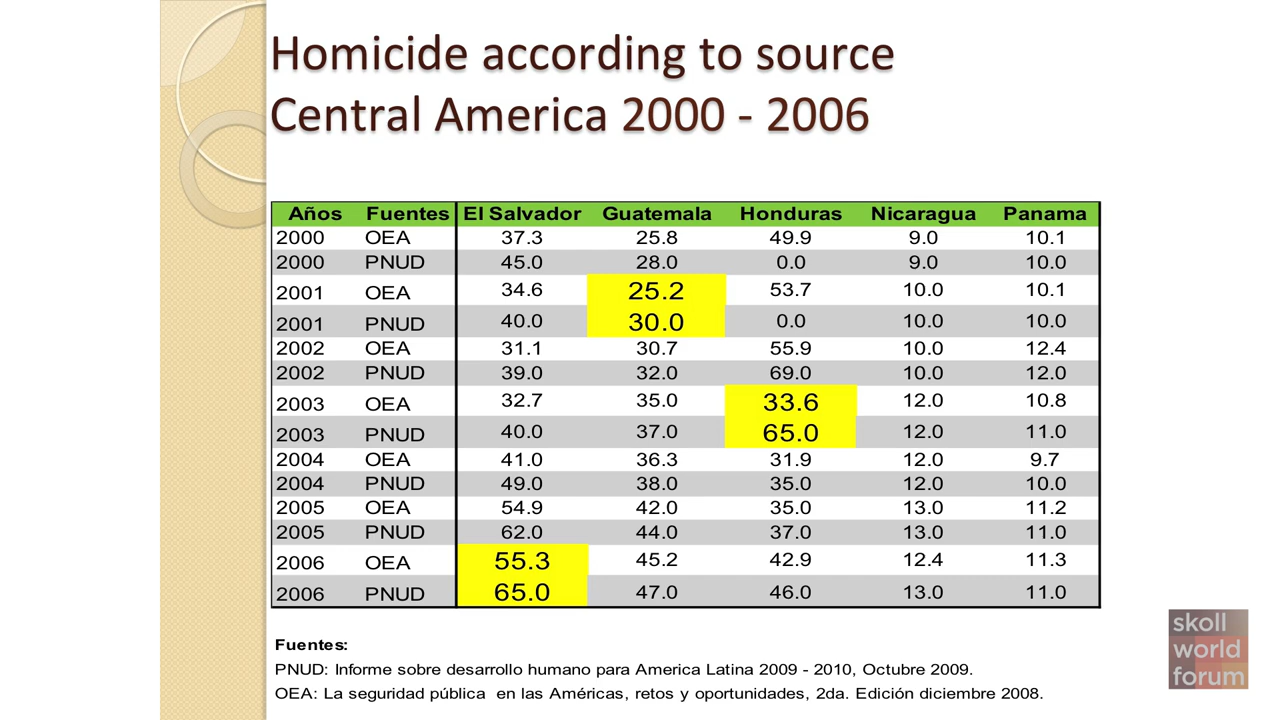 Homicide according to source
Central America 2000 - 2006
Años Fuentes El Salvador Guatemala Honduras Nicaragua Panama
2000 OEA 37.3 25.8 49.9 9.0 10.1
2000 PNUD 45.0 28.0 0.0 9.0 10.0
2001 OEA 34.6 25.2 53.7 10.0 10.1
2001 PNUD 40.0 30.0 0.0 10.0 10.0
2002 OEA 31.1 30.7 55.9 10.0 12.4
2002 PNUD 39.0 32.0 69.0 10.0 12.0
2003 OEA 32.7 35.0 33.6 12.0 10.8
2003 PNUD 40.0 37.0 65.0 12.0 11.0
2004 OEA 41.0 36.3 31.9 12.0 9.7
2004 PNUD 49.0 38.0 35.0 12.0 10.0
2005 OEA 54.9 42.0 35.0 13.0 11.2
2005 PNUD 62.0 44.0 37.0 13.0 11.0
2006 OEA 55.3 45.2 42.9 12.4 11.3
2006 PNUD 65.0 47.0 46.0 13.0 11.0
Fuentes:
PNUD: Informe sobre desarrollo humano para America Latina 2009 - 2010, Octubre 2009.
OEA: La seguridad pública en las Américas, retos y oportunidades, 2da. Edición diciembre 2008.
skoll
world
forum